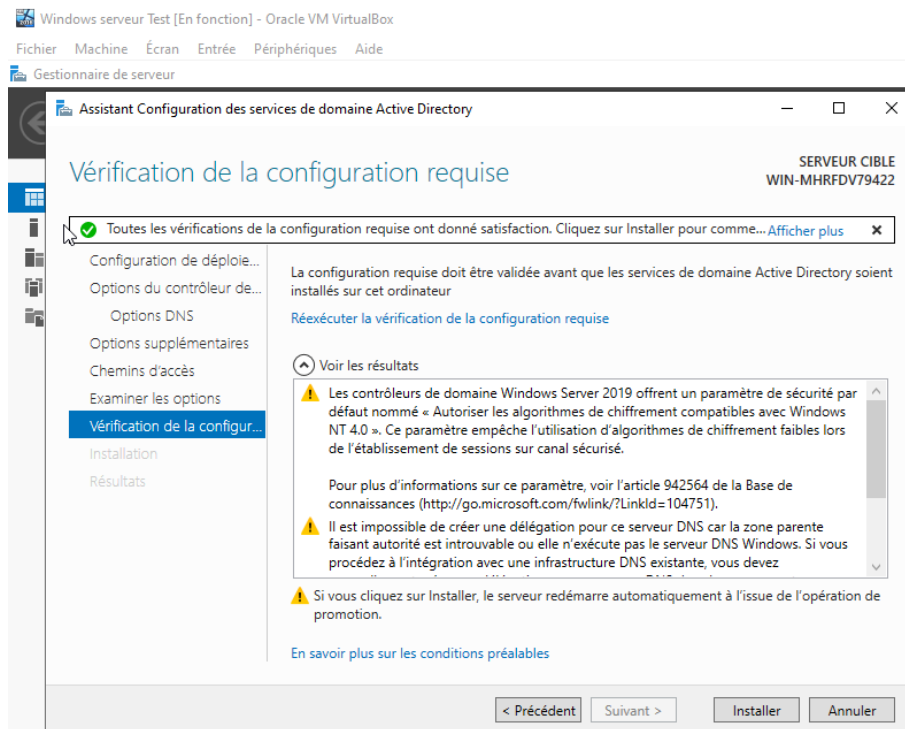 Windows serveur Test [En fonction] - Oracle VM VirtualBox
Fichier Machine Écran Entrée Périphériques Aide
Gestionnaire de serveur
Assistant Configuration des services de domaine Active Directory
Vérification de la configuration requise
SERVEUR CIBLE
WIN-MHRFDV79422
Toutes les vérifications de la configuration requise ont donné satisfaction. Cliquez sur Installer pour comme... Afficher plus
Configuration de déploie...
Options du contrôleur de...
Options DNS
Options supplémentaires
Chemins d'accès
Examiner les options
Vérification de la configur...
Installation
Résultats
La configuration requise doit être validée avant que les services de domaine Active Directory soient
installés sur cet ordinateur
Réexécuter la vérification de la configuration requise
Voir les résultats
Les contrôleurs de domaine Windows Server 2019 offrent un paramètre de sécurité par
défaut nommé « Autoriser les algorithmes de chiffrement compatibles avec Windows
NT 4.0 ». Ce paramètre empêche l'utilisation d'algorithmes de chiffrement faibles lors
de l'établissement de sessions sur canal sécurisé.
Pour plus d'informations sur ce paramètre, voir l'article 942564 de la Base de
connaissances (http://go.microsoft.com/fwlink/?LinkId=104751).
Il est impossible de créer une délégation pour ce serveur DNS car la zone parente
faisant autorité est introuvable ou elle n'exécute pas le serveur DNS Windows. Si vous
procédez à l'intégration avec une infrastructure DNS existante, vous devez
Si vous cliquez sur Installer, le serveur redémarre automatiquement à l'issue de l'opération de
promotion.
En savoir plus sur les conditions préalables
< Précédent Suivant > Installer Annuler